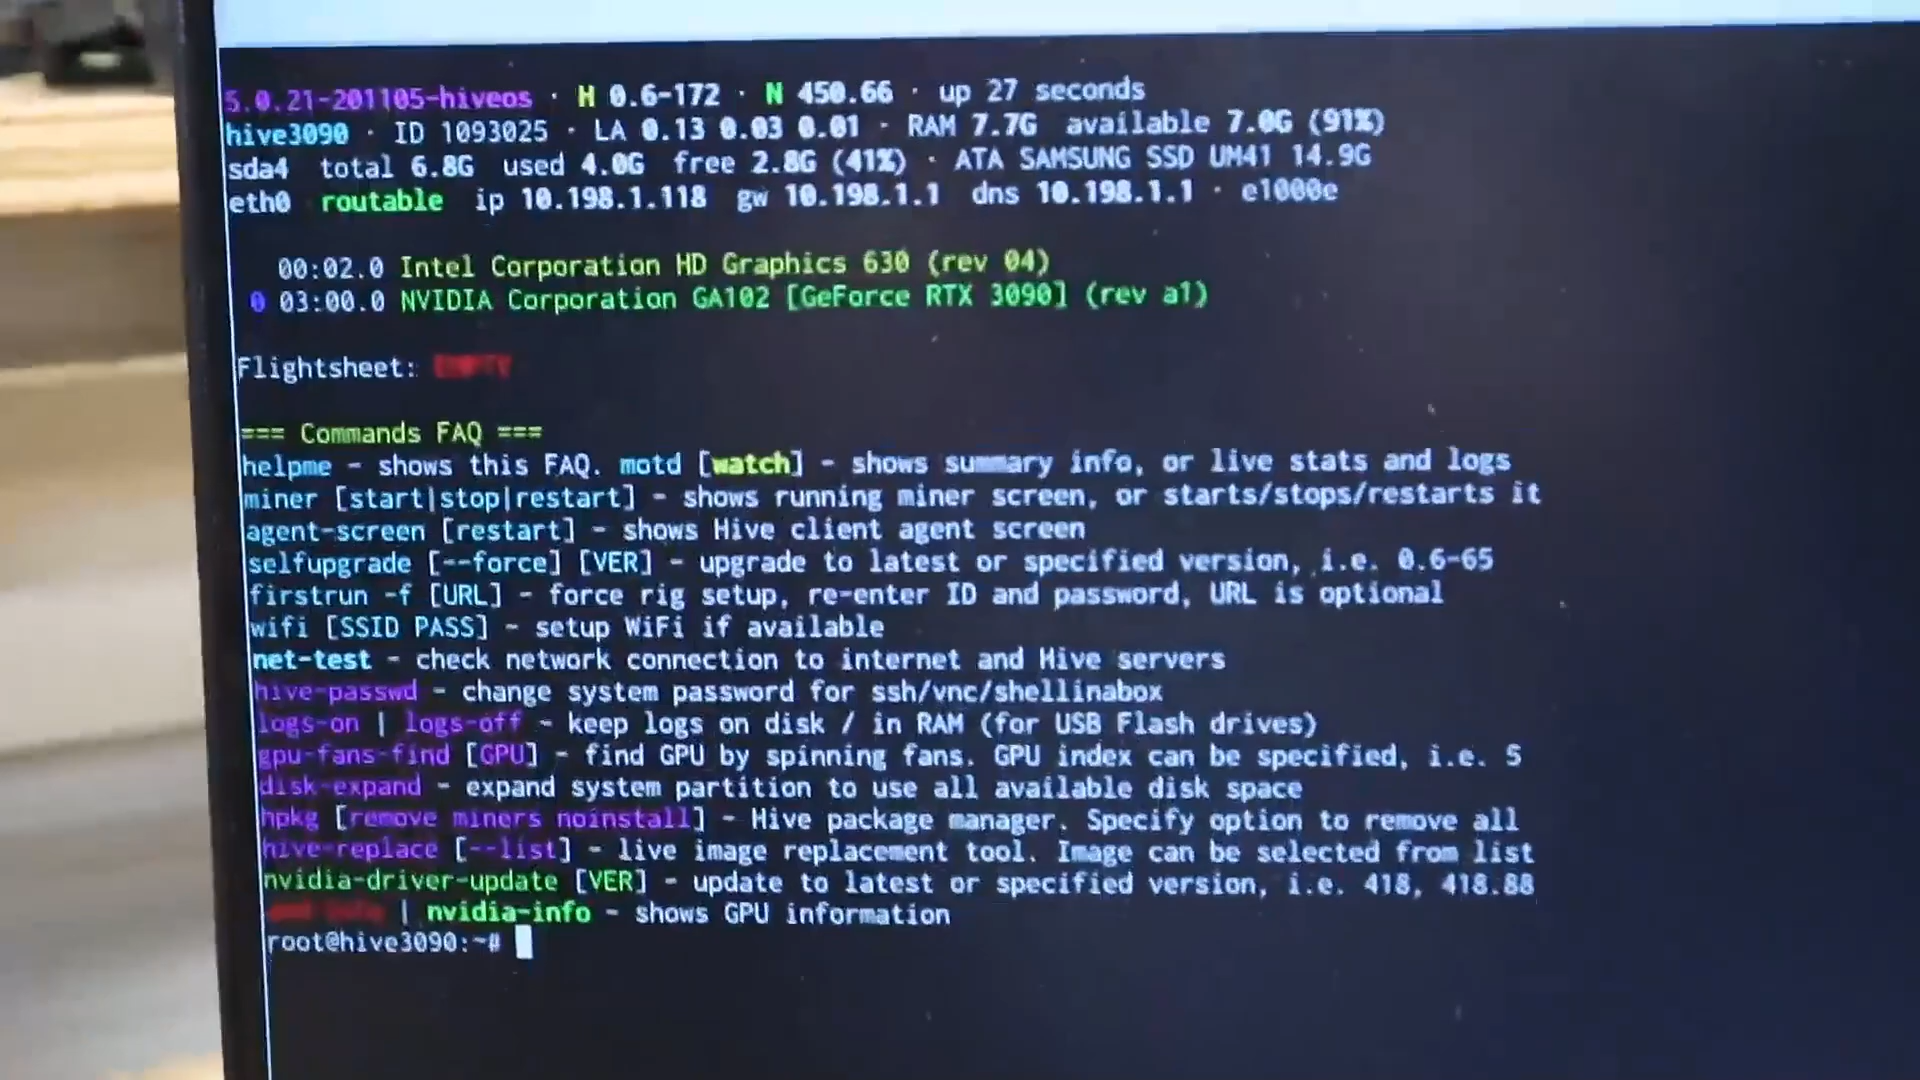 5.0.21-201105-hiveos · H 0.6-172 · N 450.66 · up 27 seconds
hive3090 · ID 1093025 · LA 0.13 0.03 0.01 · RAM 7.7G available 7.0G (91%)
sda4 total 6.8G used 4.0G free 2.8G (41%) · ATA SAMSUNG SSD UM41 14.9G
eth0 routable ip 10.198.1.118 gw 10.198.1.1 dns 10.198.1.1 · e1000e
00:02.0 Intel Corporation HD Graphics 630 (rev 04)
0 03:00.0 NVIDIA Corporation GA102 [GeForce RTX 3090] (rev a1)
Flightsheet: EMPTY
=== Commands FAQ ===
helpme - shows this FAQ. motd [watch] - shows summary info, or live stats and logs
miner [start|stop|restart] - shows running miner screen, or starts/stops/restarts it
agent-screen [restart] - shows Hive client agent screen
selfupgrade [--force] [VER] - upgrade to latest or specified version, i.e. 0.6-65
firstrun -f [URL] - force rig setup, re-enter ID and password, URL is optional
wifi [SSID PASS] - setup WiFi if available
net-test - check network connection to internet and Hive servers
hive-passwd - change system password for ssh/vnc/shellinabox
logs-on | logs-off - keep logs on disk / in RAM (for USB Flash drives)
gpu-fans-find [GPU] - find GPU by spinning fans. GPU index can be specified, i.e. 5
disk-expand - expand system partition to use all available disk space
hpkg [remove miners noinstall] - Hive package manager. Specify option to remove all
hive-replace [--list] - live image replacement tool. Image can be selected from list
nvidia-driver-update [VER] - update to latest or specified version, i.e. 418, 418.88
| nvidia-info - shows GPU information
root@hive3090:~#